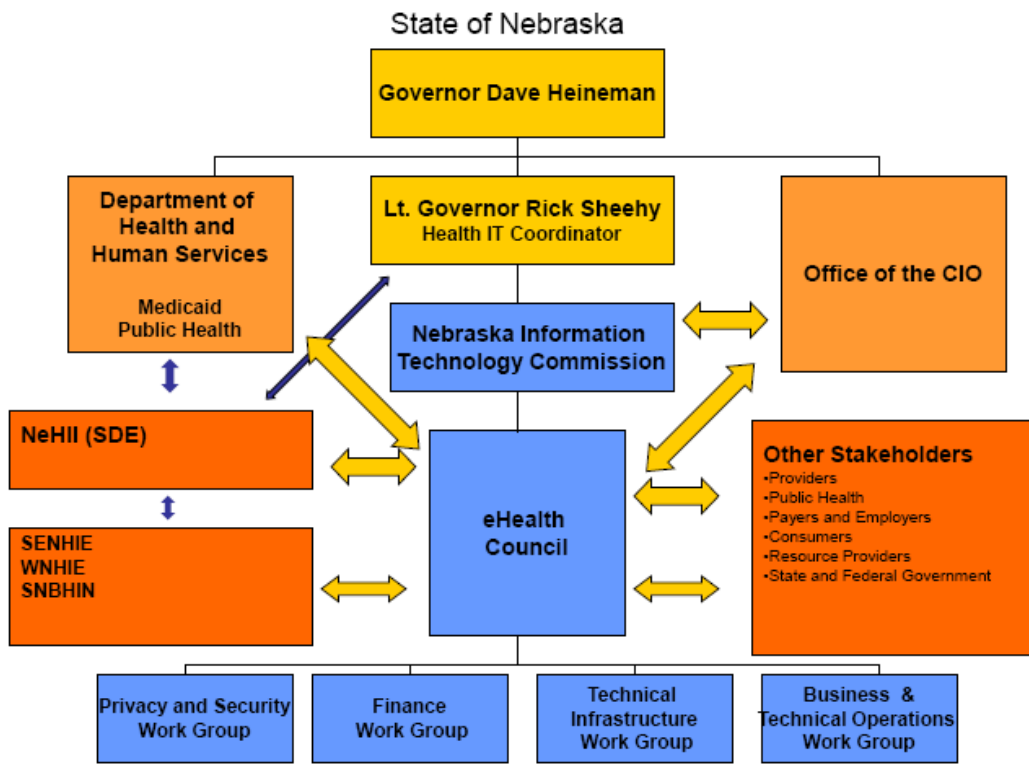 State of Nebraska
Governor Dave Heineman
Department of
Health and
Human Services
Medicaid
Public Health
Lt. Governor Rick Sheehy
Health IT Coordinator
Office of the CIO
Nebraska Information
Technology Commission
NeHII (SDE)
SENHIE
WNHIE
SNBHIN
eHealth
Council
Other Stakeholders
•Providers
•Public Health
•Payers and Employers
•Consumers
•Resource Providers
•State and Federal Government
Privacy and Security
Work Group
Finance
Work Group
Technical
Infrastructure
Work Group
Business &
Technical Operations
Work Group